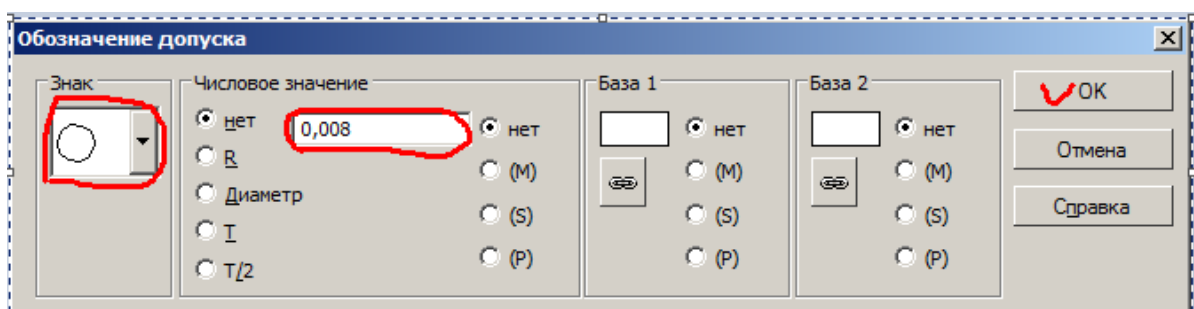 Обозначение допуска
Знак
Числовое значение
нет
R
Диаметр
T
T/2
0,008
нет
(M)
(S)
(P)
База 1
нет
(M)
(S)
(P)
База 2
нет
(M)
(S)
(P)
OK
Отмена
Справка